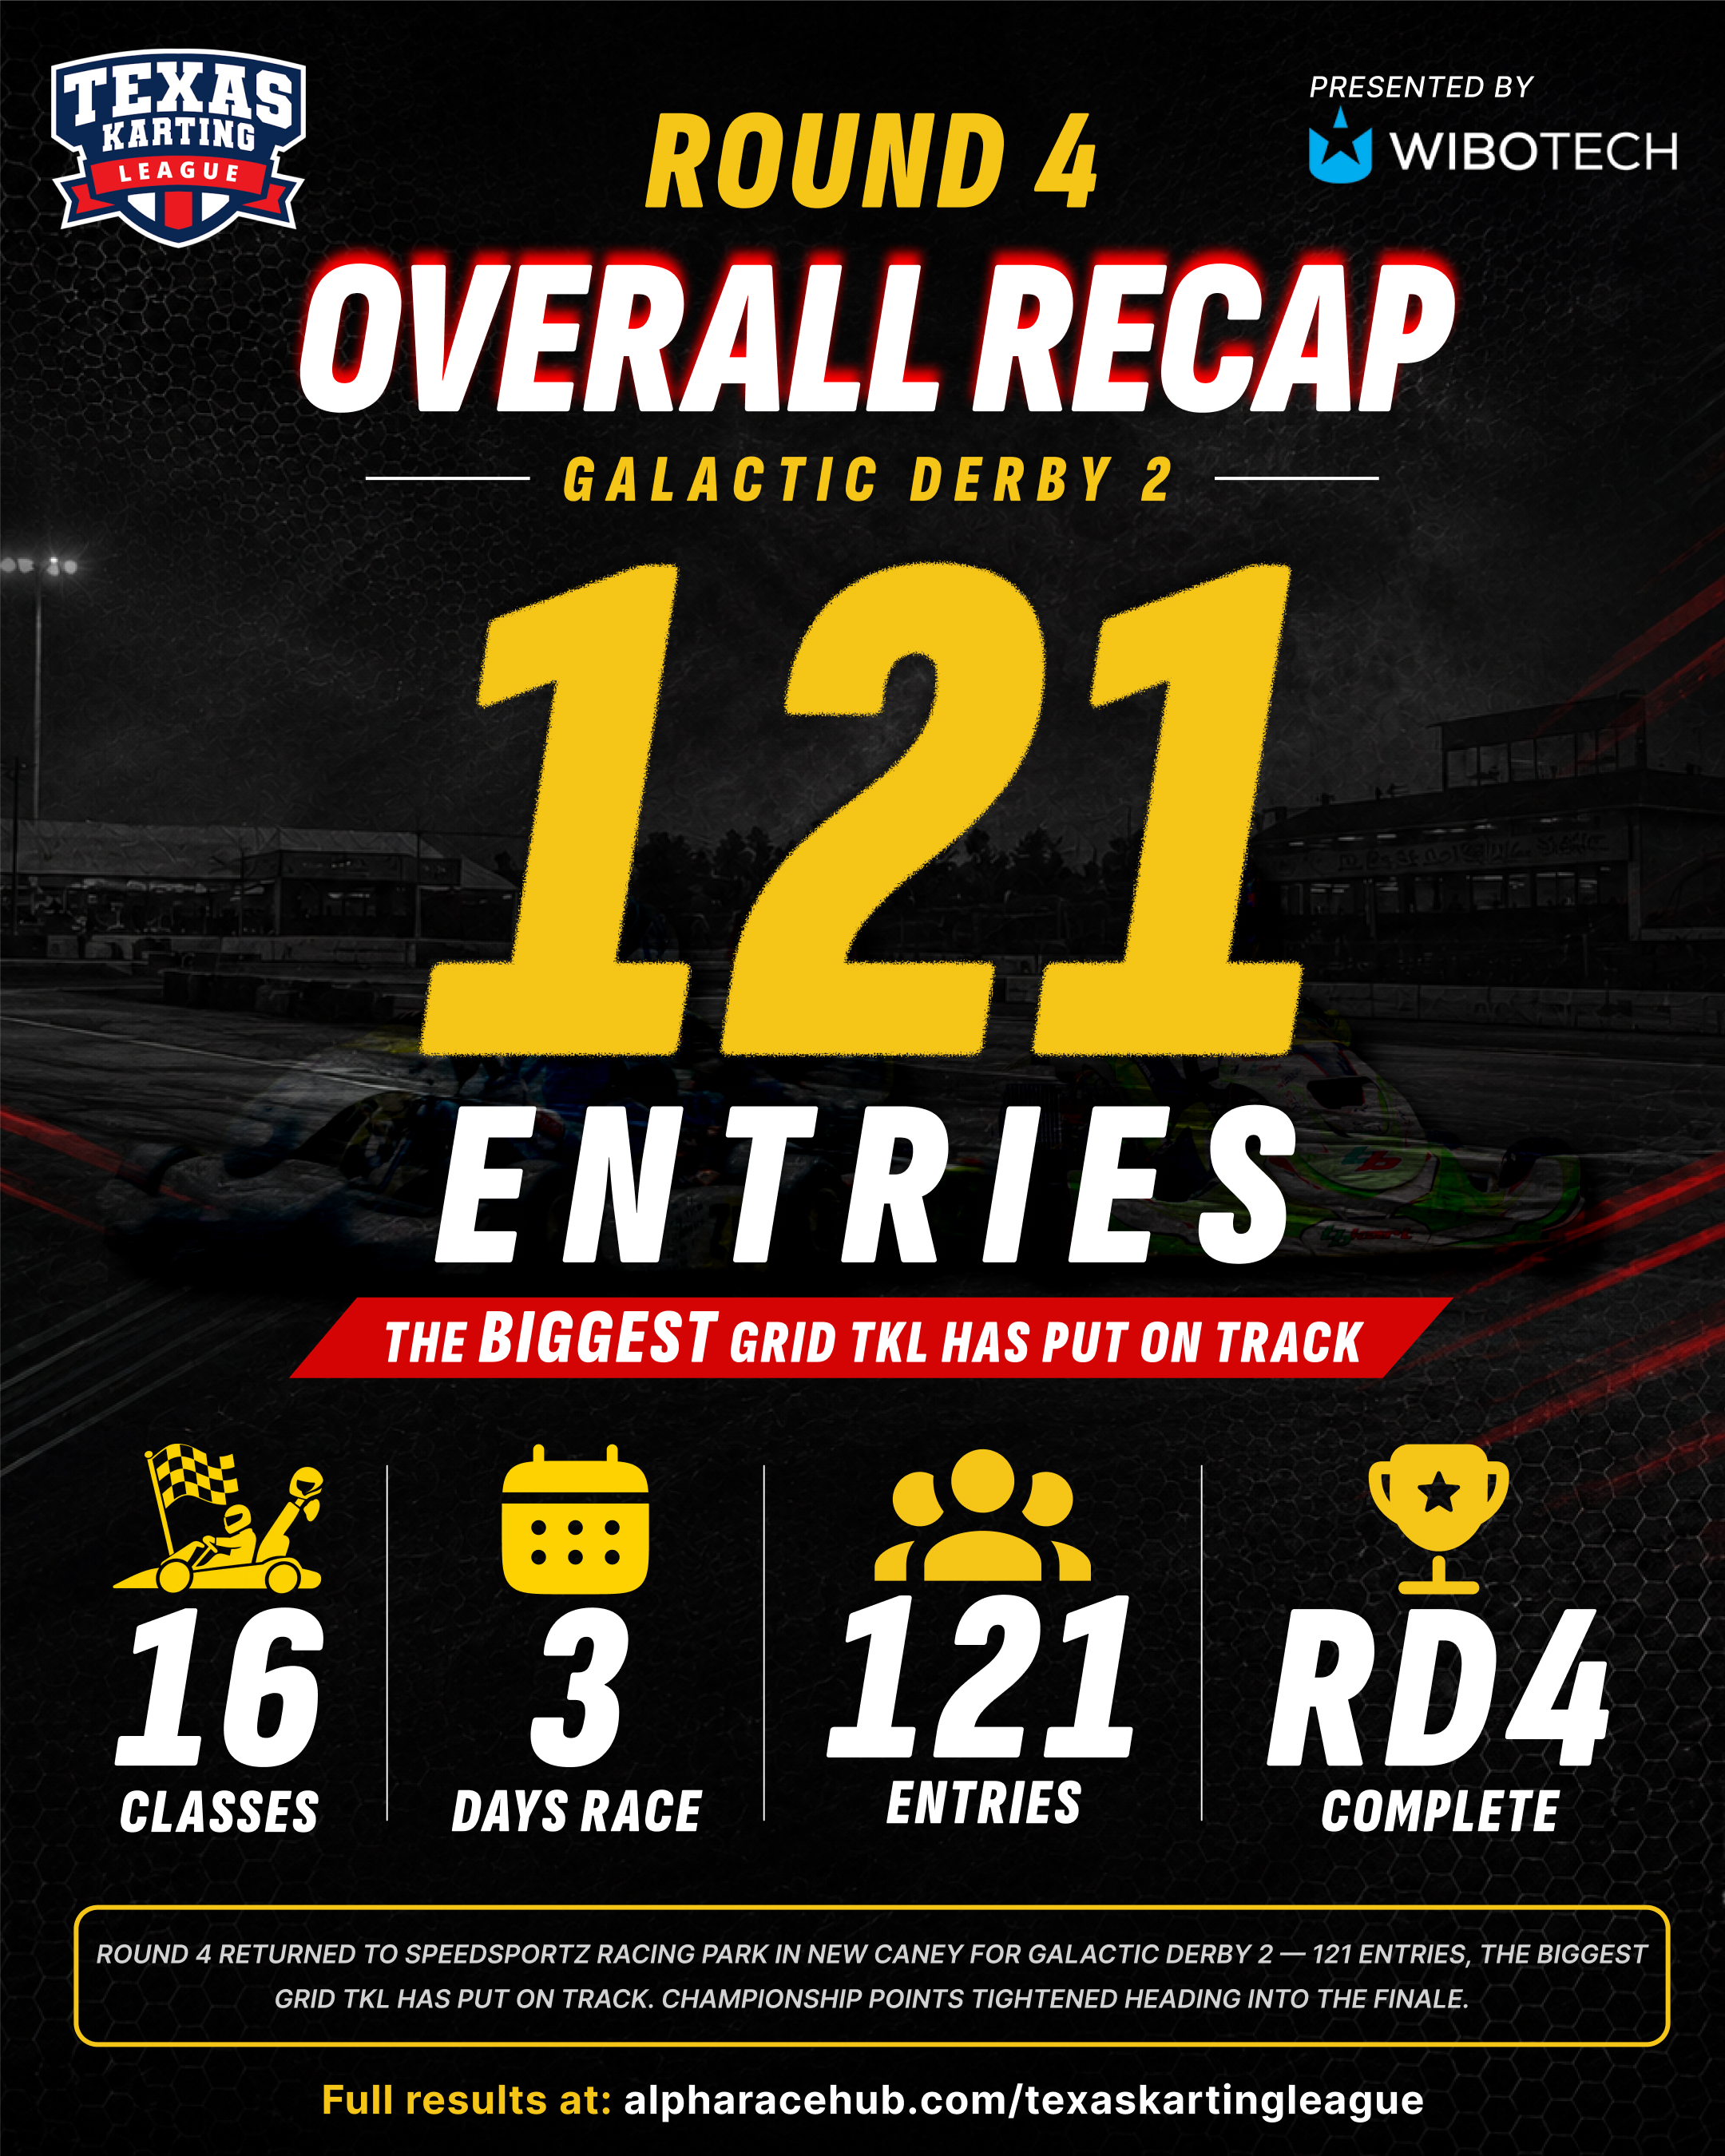 TEXAS
KARTING
LEAGUE
PRESENTED BY
WIBOTECH
ROUND 4
OVERALL RECAP
GALACTIC DERBY 2
121
ENTRIES
THE BIGGEST GRID TKL HAS PUT ON TRACK
16
CLASSES
3
DAYS RACE
121
ENTRIES
RD4
COMPLETE
ROUND 4 RETURNED TO SPEEDSPORTZ RACING PARK IN NEW CANEY FOR GALACTIC DERBY 2 — 121 ENTRIES, THE BIGGEST
GRID TKL HAS PUT ON TRACK. CHAMPIONSHIP POINTS TIGHTENED HEADING INTO THE FINALE.
Full results at: alpharacehub.com/texaskartingleague